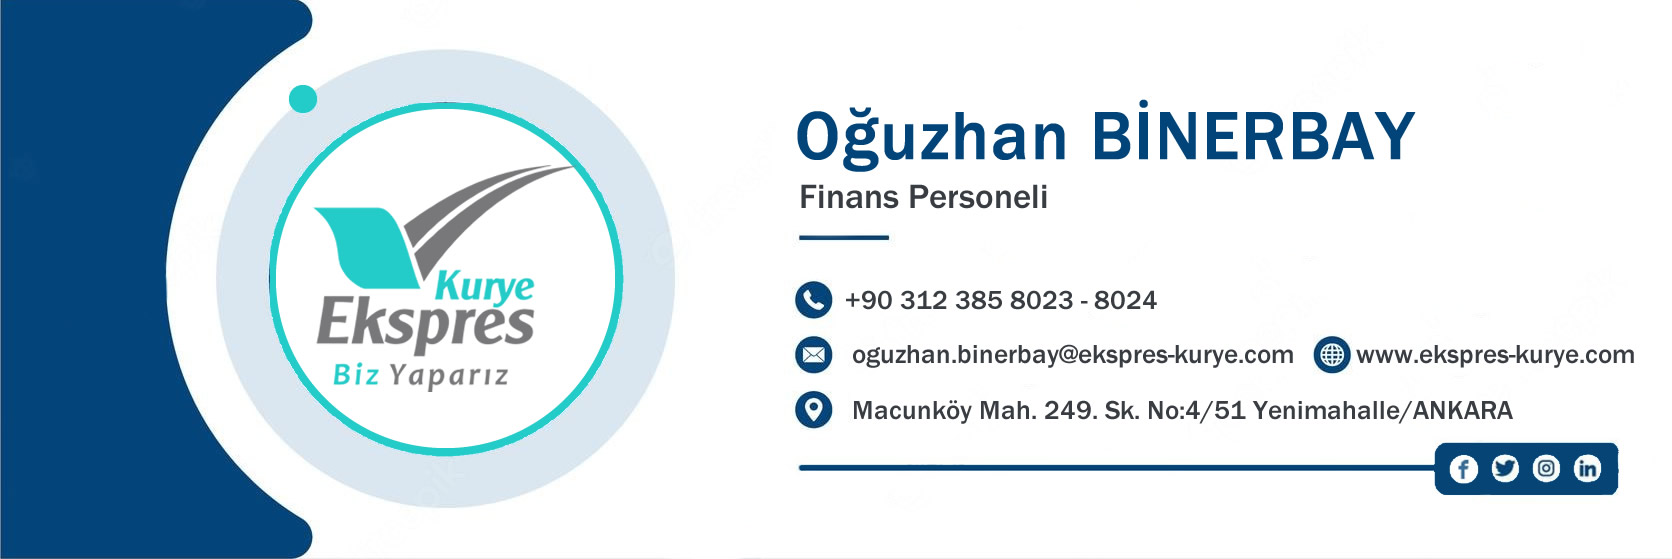 Kurye
Ekspres
Biz Yaparız
Oğuzhan BİNERBAY
Finans Personeli
+90 312 385 8023 - 8024
oguzhan.binerbay@ekspres-kurye.com
www.ekspres-kurye.com
Macunköy Mah. 249. Sk. No:4/51 Yenimahalle/ANKARA